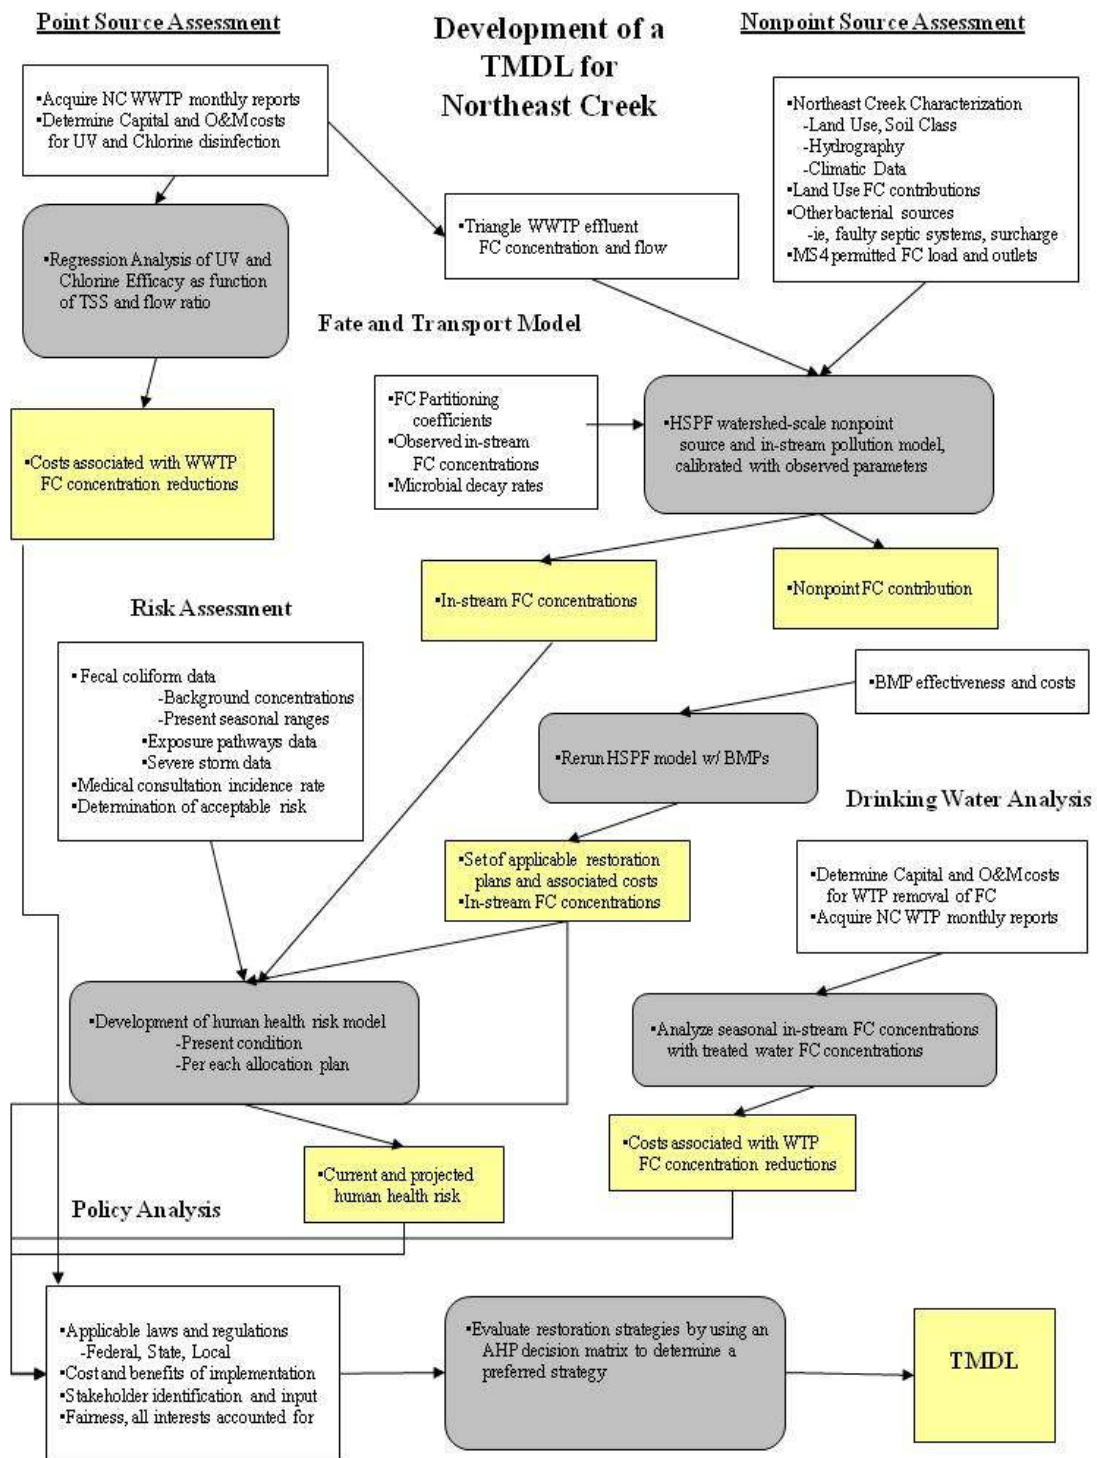 Point Source Assessment
Development of a
TMDL for
Northeast Creek
Nonpoint Source Assessment
▪Acquire NC WWTP monthly reports
▪Determine Capital and O&M costs
for UV and Chlorine disinfection
▪Northeast Creek Characterization
-Land Use, Soil Class
-Hydrography
-Climatic Data
▪Land Use FC contributions
▪Other bacterial sources
-ie, faulty septic systems, surcharge
▪MS4 permitted FC load and outlets
▪Triangle WWTP effluent
FC concentration and flow
▪Regression Analysis of UV and
Chlorine Efficacy as function
of TSS and flow ratio
Fate and Transport Model
▪FC Partitioning
coefficients
▪Observed in-stream
FC concentrations
▪Microbial decay rates
▪HSPF watershed-scale nonpoint
source and in-stream pollution model,
calibrated with observed parameters
▪Costs associated with WWTP
FC concentration reductions
▪In-stream FC concentrations
▪Nonpoint FC contribution
Risk Assessment
▪Fecal coliform data
-Background concentrations
-Present seasonal ranges
▪Exposure pathways data
▪Severe storm data
▪Medical consultation incidence rate
▪Determination of acceptable risk
▪BMP effectiveness and costs
▪Rerun HSPF model w/ BMPs
Drinking Water Analysis
▪Set of applicable restoration
plans and associated costs
▪In-stream FC concentrations
▪Determine Capital and O&M costs
for WTP removal of FC
▪Acquire NC WTP monthly reports
▪Development of human health risk model
-Present condition
-Per each allocation plan
▪Analyze seasonal in-stream FC concentrations
with treated water FC concentrations
▪Costs associated with WTP
FC concentration reductions
▪Current and projected
human health risk
Policy Analysis
▪Applicable laws and regulations
-Federal, State, Local
▪Cost and benefits of implementation
▪Stakeholder identification and input
▪Fairness, all interests accounted for
▪Evaluate restoration strategies by using an
AHP decision matrix to determine a
preferred strategy
TMDL